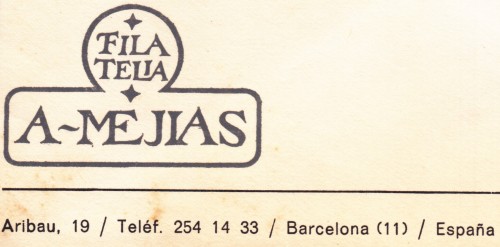 FILA
TELIA
A~MEJIAS
Aribau, 19 / Teléf. 254 14 33 / Barcelona (11) / España